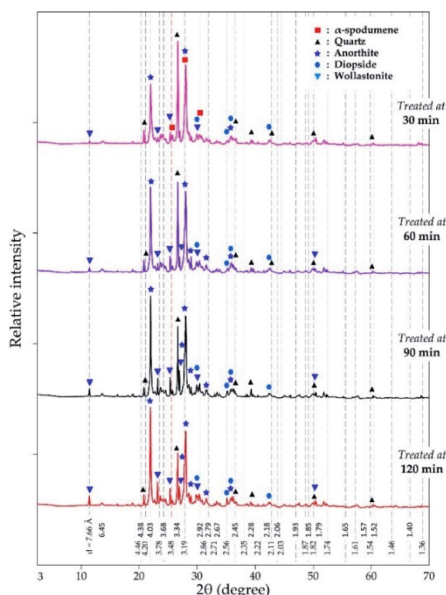 : α-spodumene
: Quartz
: Anorthite
: Diopside
: Wollastonite
Treated at
30 min
Treated at
60 min
Treated at
90 min
Treated at
120 min
Relative intensity
d = 7.66 Å
6.45
4.46
4.38
4.20
4.03
3.78
3.68
3.48
3.34
3.19
2.92
2.86
2.79
2.71
2.67
2.56
2.45
2.35
2.28
2.22
2.18
2.11
2.06
2.03
1.93
1.87
1.85
1.82
1.79
1.74
1.65
1.61
1.57
1.54
1.52
1.46
1.40
1.36
3 10 20 30 40 50 60 70
2θ (degree)